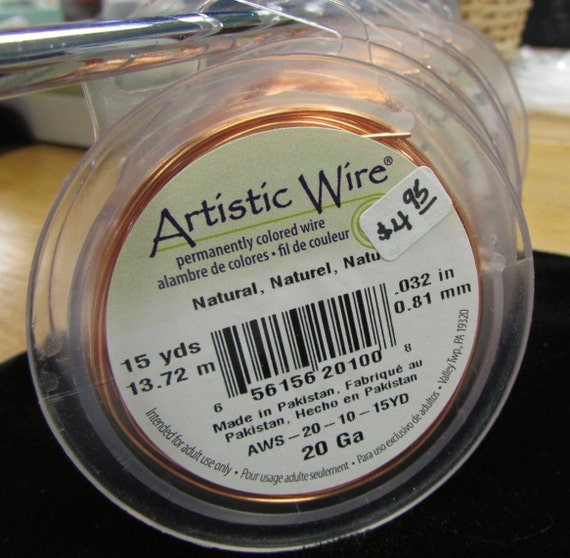 Artistic Wire®
permanently colored wire
alambre de colores • fil de couleur
$4.95
Natural, Naturel, Natu
15 yds
13.72 m
.032 in
0.81 mm
6 56156 20100 8
Made in Pakistan, Fabriqué au
Pakistan, Hecho en Pakistan
AWS-20-10-15YD
20 Ga
Intended for adult use only • Pour usage adulte seulement • Para uso exclusivo de adultos • Valley Twp., PA 19320